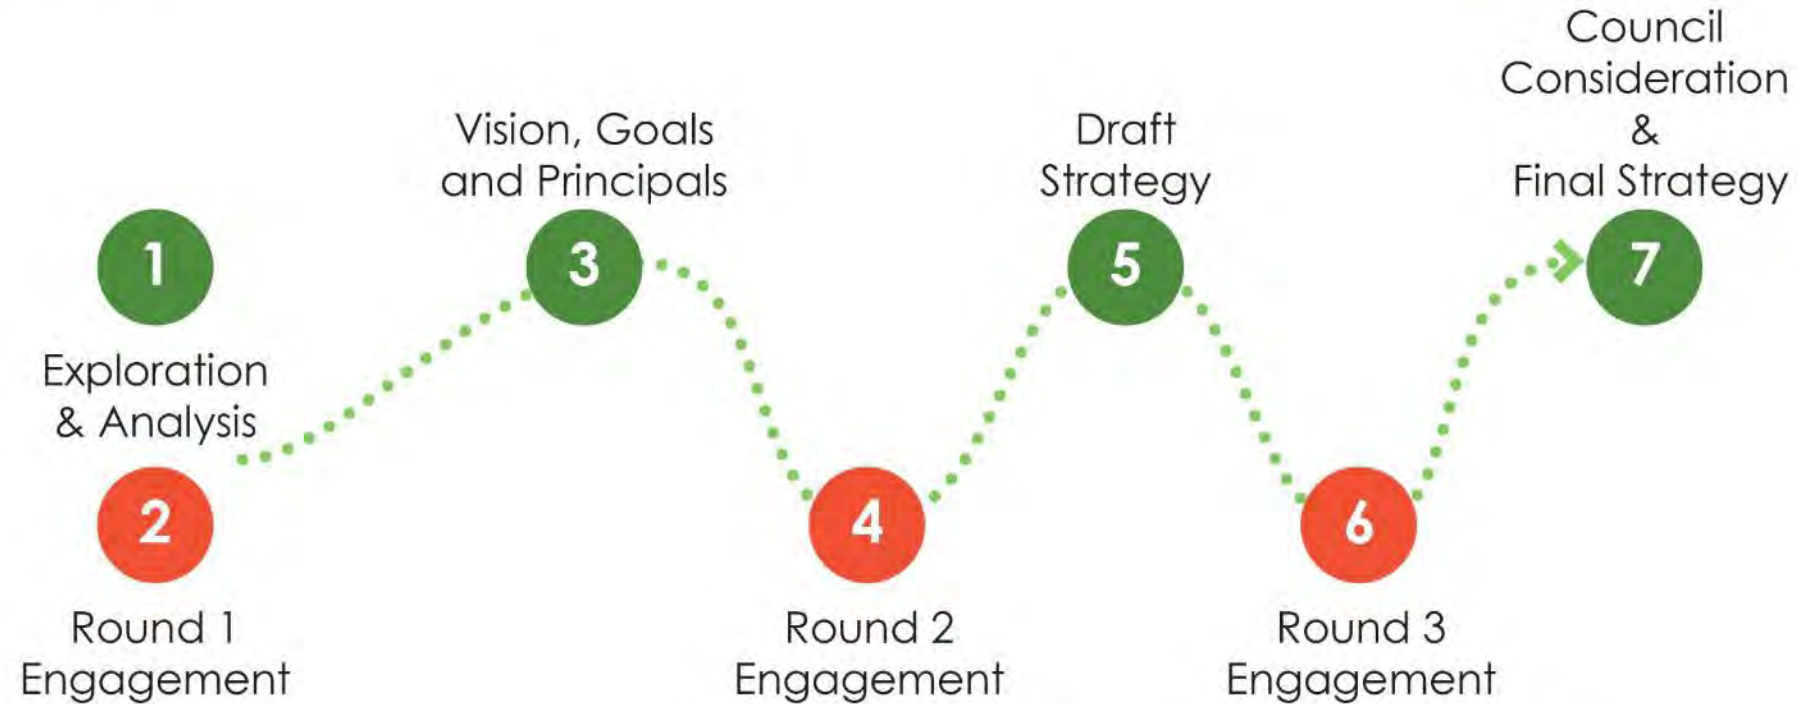 1
Exploration
& Analysis
2
Round 1
Engagement
Vision, Goals
and Principals
3
4
Round 2
Engagement
Draft
Strategy
5
6
Round 3
Engagement
Council
Consideration
&
Final Strategy
7